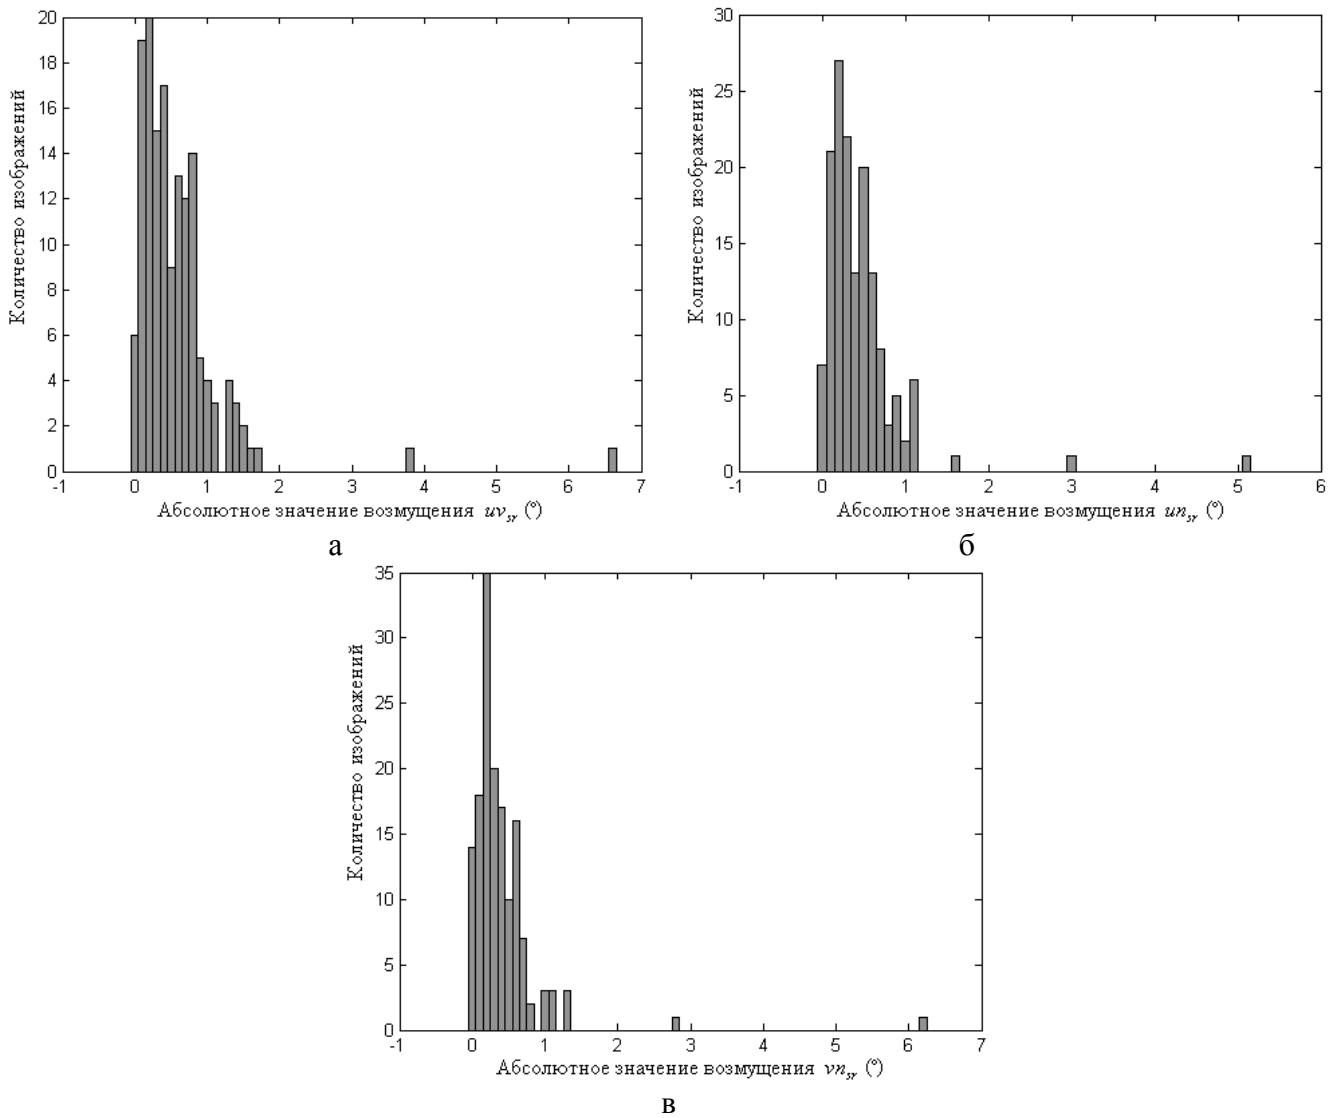 20
18
16
14
12
10
8
6
4
2
0
-1 0 1 2 3 4 5 6 7
Количество изображений
Абсолютное значение возмущения uv_sr (°)
а
30
25
20
15
10
5
0
-1 0 1 2 3 4 5 6
Количество изображений
Абсолютное значение возмущения un_sr (°)
б
35
30
25
20
15
10
5
0
-1 0 1 2 3 4 5 6 7
Количество изображений
Абсолютное значение возмущения vn_sr (°)
в